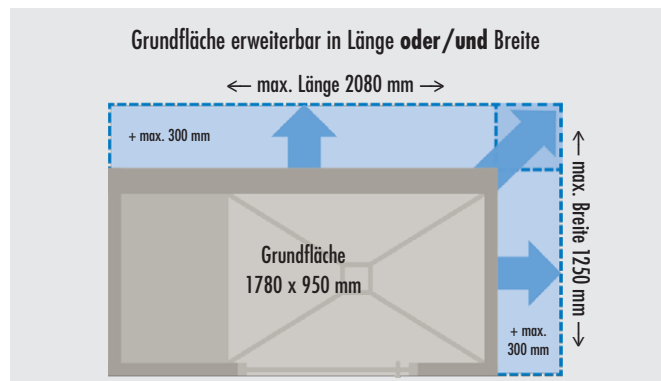 Grundfläche erweiterbar in Länge oder/und Breite
← max. Länge 2080 mm →
+ max. 300 mm
← max. Breite 1250 mm →
Grundfläche
1780 x 950 mm
+ max.
300 mm